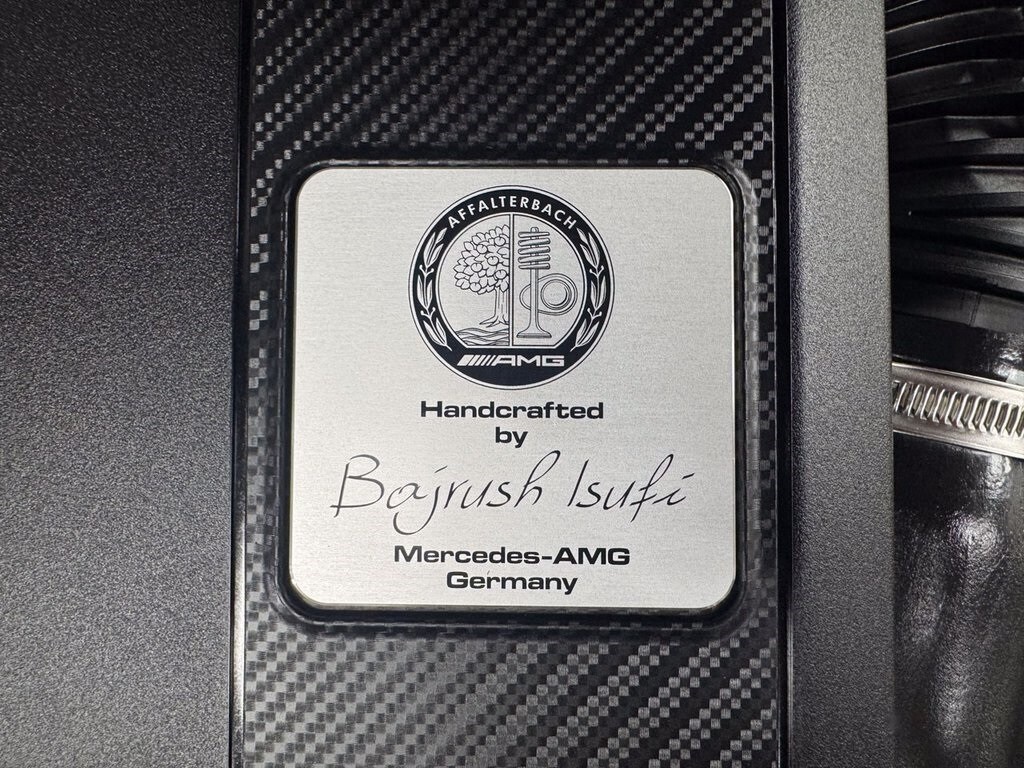 AFFALTERBACH
AMG
Handcrafted
by
Bajrush Isufi
Mercedes-AMG
Germany